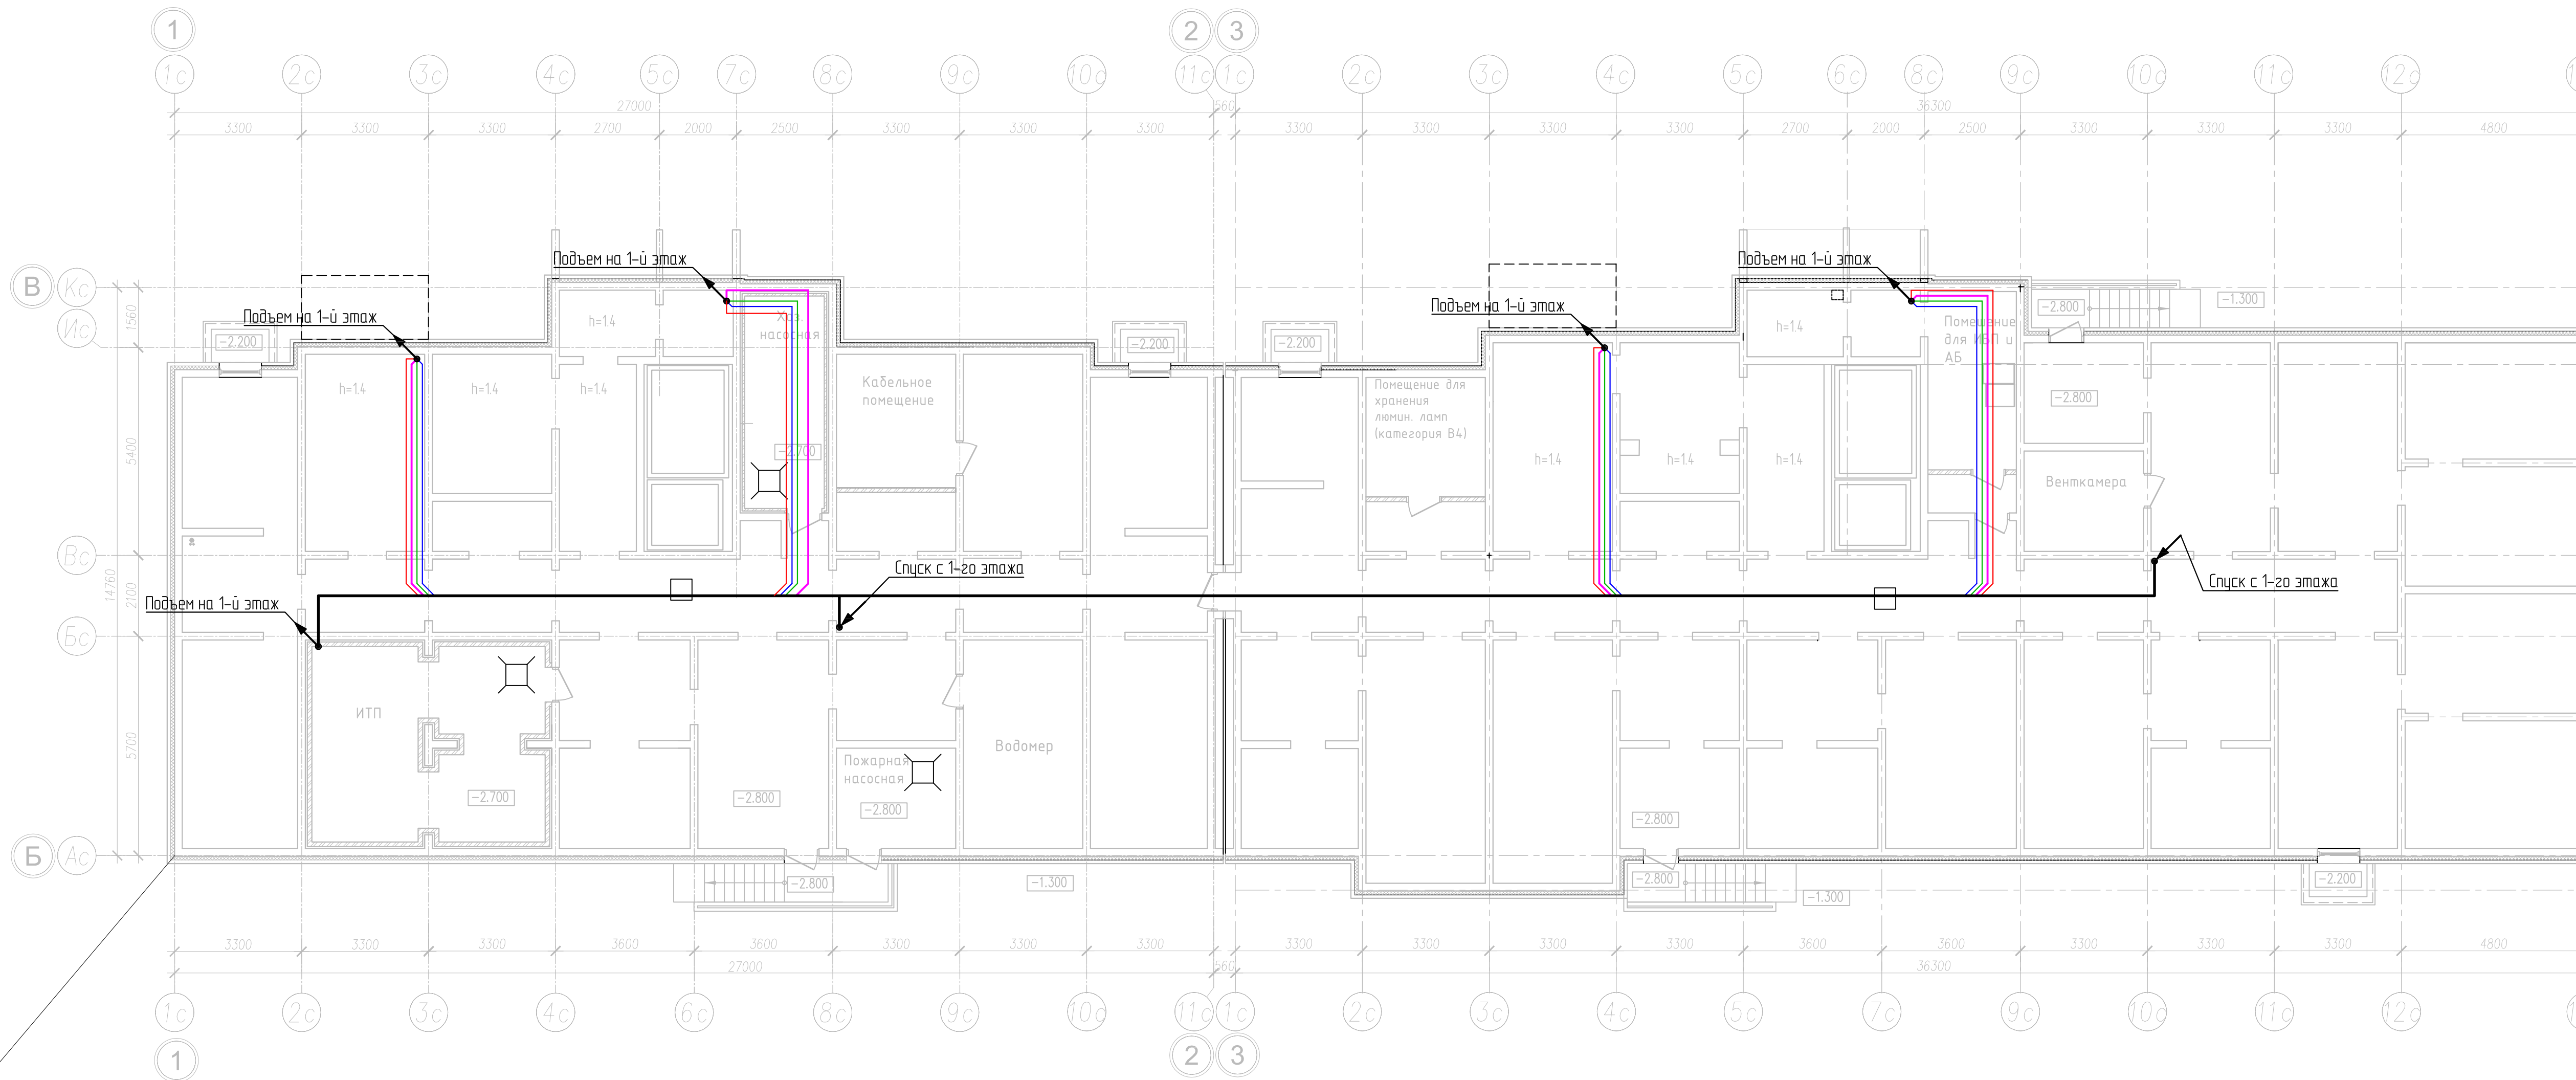 1
2
3
1с
2с
3с
4с
5с
7с
8с
9с
10с
11с
1с
2с
3с
4с
5с
6с
8с
9с
10с
11с
12с
27000
560
36300
3300
3300
3300
2700
2000
2500
3300
3300
3300
3300
3300
3300
3300
2700
2000
2500
3300
3300
3300
4800
Подъем на 1-й этаж
Подъем на 1-й этаж
В
Кс
Ис
1560
h=1.4
Хоз.
насосная
-2.800
-1.300
Подъем на 1-й этаж
Подъем на 1-й этаж
h=1.4
Помещение
для ИБП и
АБ
-2.200
-2.200
-2.200
h=1.4
h=1.4
h=1.4
Кабельное
помещение
Помещение для
хранения
люмин. ламп
(категория В4)
-2.800
5400
-2.700
h=1.4
h=1.4
h=1.4
Венткамера
Вс
14760
2100
Спуск с 1-го этажа
Спуск с 1-го этажа
Подъем на 1-й этаж
Бс
5700
ИТП
Водомер
Пожарная
насосная
-2.700
-2.800
-2.800
-2.800
Б
Ас
-2.800
-1.300
-2.800
-1.300
-2.200
3300
3300
3300
3600
3600
3300
3300
3300
3300
3300
3300
3300
3600
3600
3300
3300
3300
4800
27000
560
36300
1с
2с
3с
4с
6с
8с
9с
10с
11с
1с
2с
3с
4с
5с
7с
9с
10с
11с
12с
1
2
3